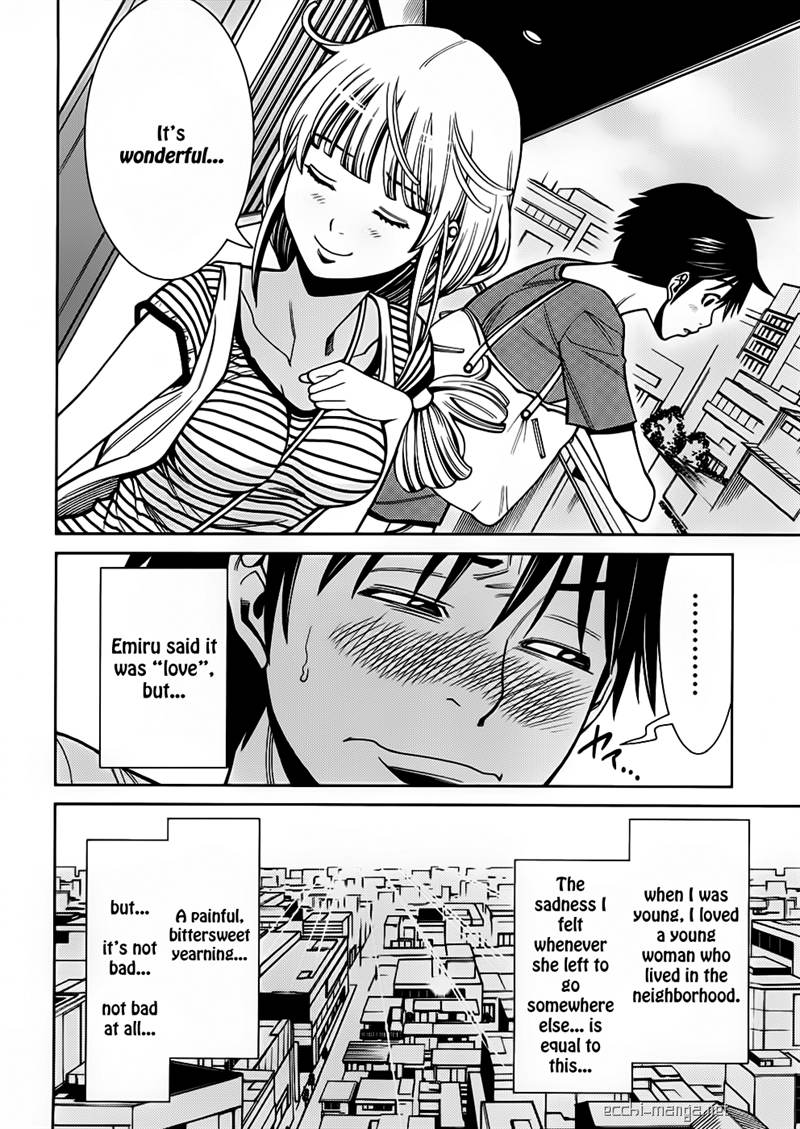 It's
wonderful...
.........
Emiru said it
was "love",
but...
ヤァ...
when I was
young, I loved
a young
woman who
lived in the
neighborhood.
The
sadness I
felt
whenever
she left to
go
somewhere
else... is
equal to
this...
A painful,
bittersweet
yearning...
but...
it's not
bad...
not bad
at all...
ecchi-manga.net